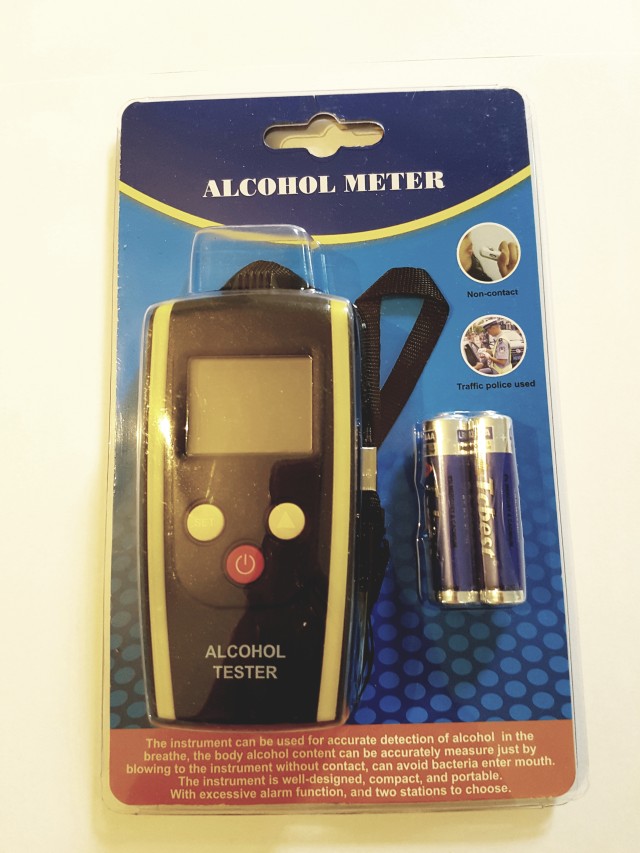 ALCOHOL METER
Non-contact
Traffic police used
AAA
TrBest
SET
ALCOHOL
TESTER
The instrument can be used for accurate detection of alcohol in the
breathe, the body alcohol content can be accurately measure just by
blowing to the instrument without contact, can avoid bacteria enter mouth.
The instrument is well-designed, compact, and portable.
With excessive alarm function, and two stations to choose.